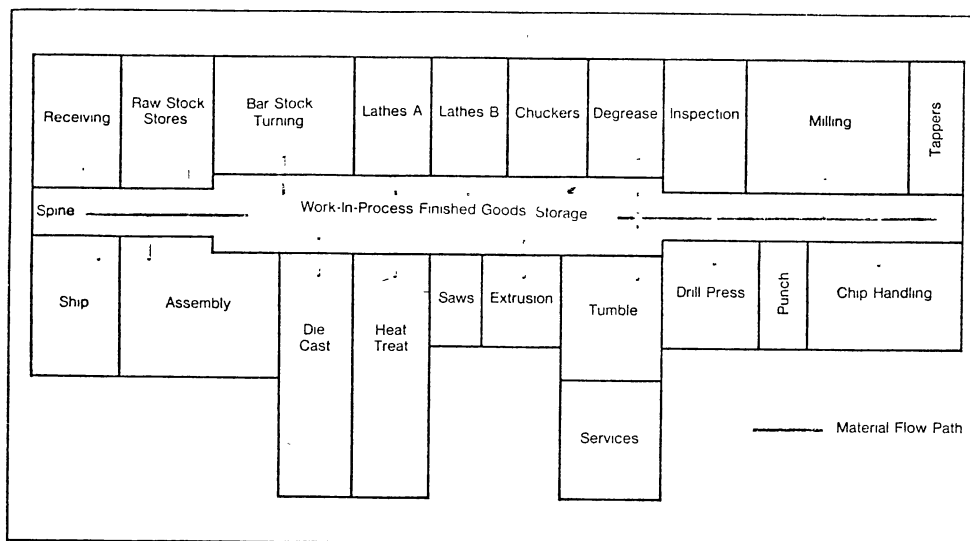 Receiving
Raw Stock
Stores
Bar Stock
Turning
Lathes A
Lathes B
Chuckers
Degrease
Inspection
Milling
Tappers
Spine
Work-In-Process Finished Goods Storage
Ship
Assembly
Die
Cast
Heat
Treat
Saws
Extrusion
Tumble
Drill Press
Punch
Chip Handling
Services
Material Flow Path